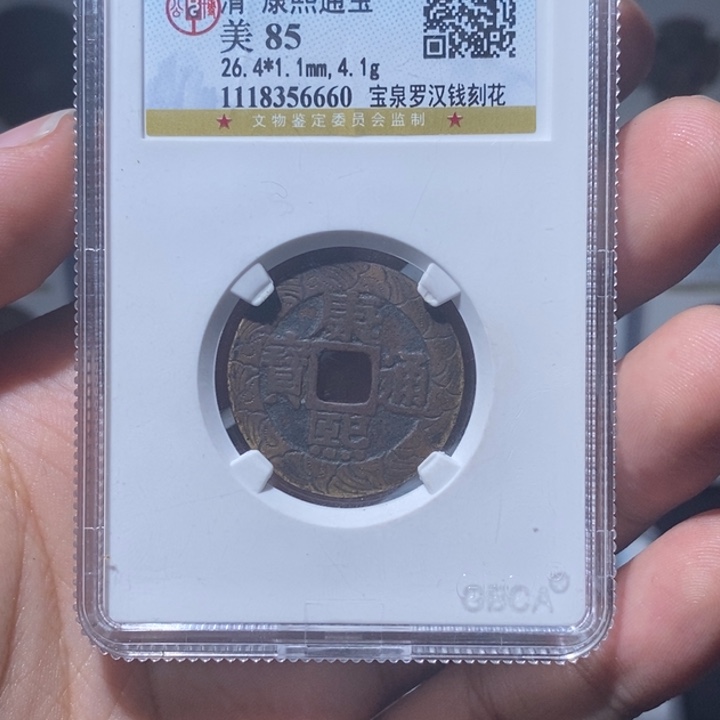 清 康熙通宝
美 85
26.4*1.1mm,4.1g
1118356660 宝泉罗汉钱刻花
★ 文物鉴定委员会监制 ★
康
寶 通
熙
GBCA